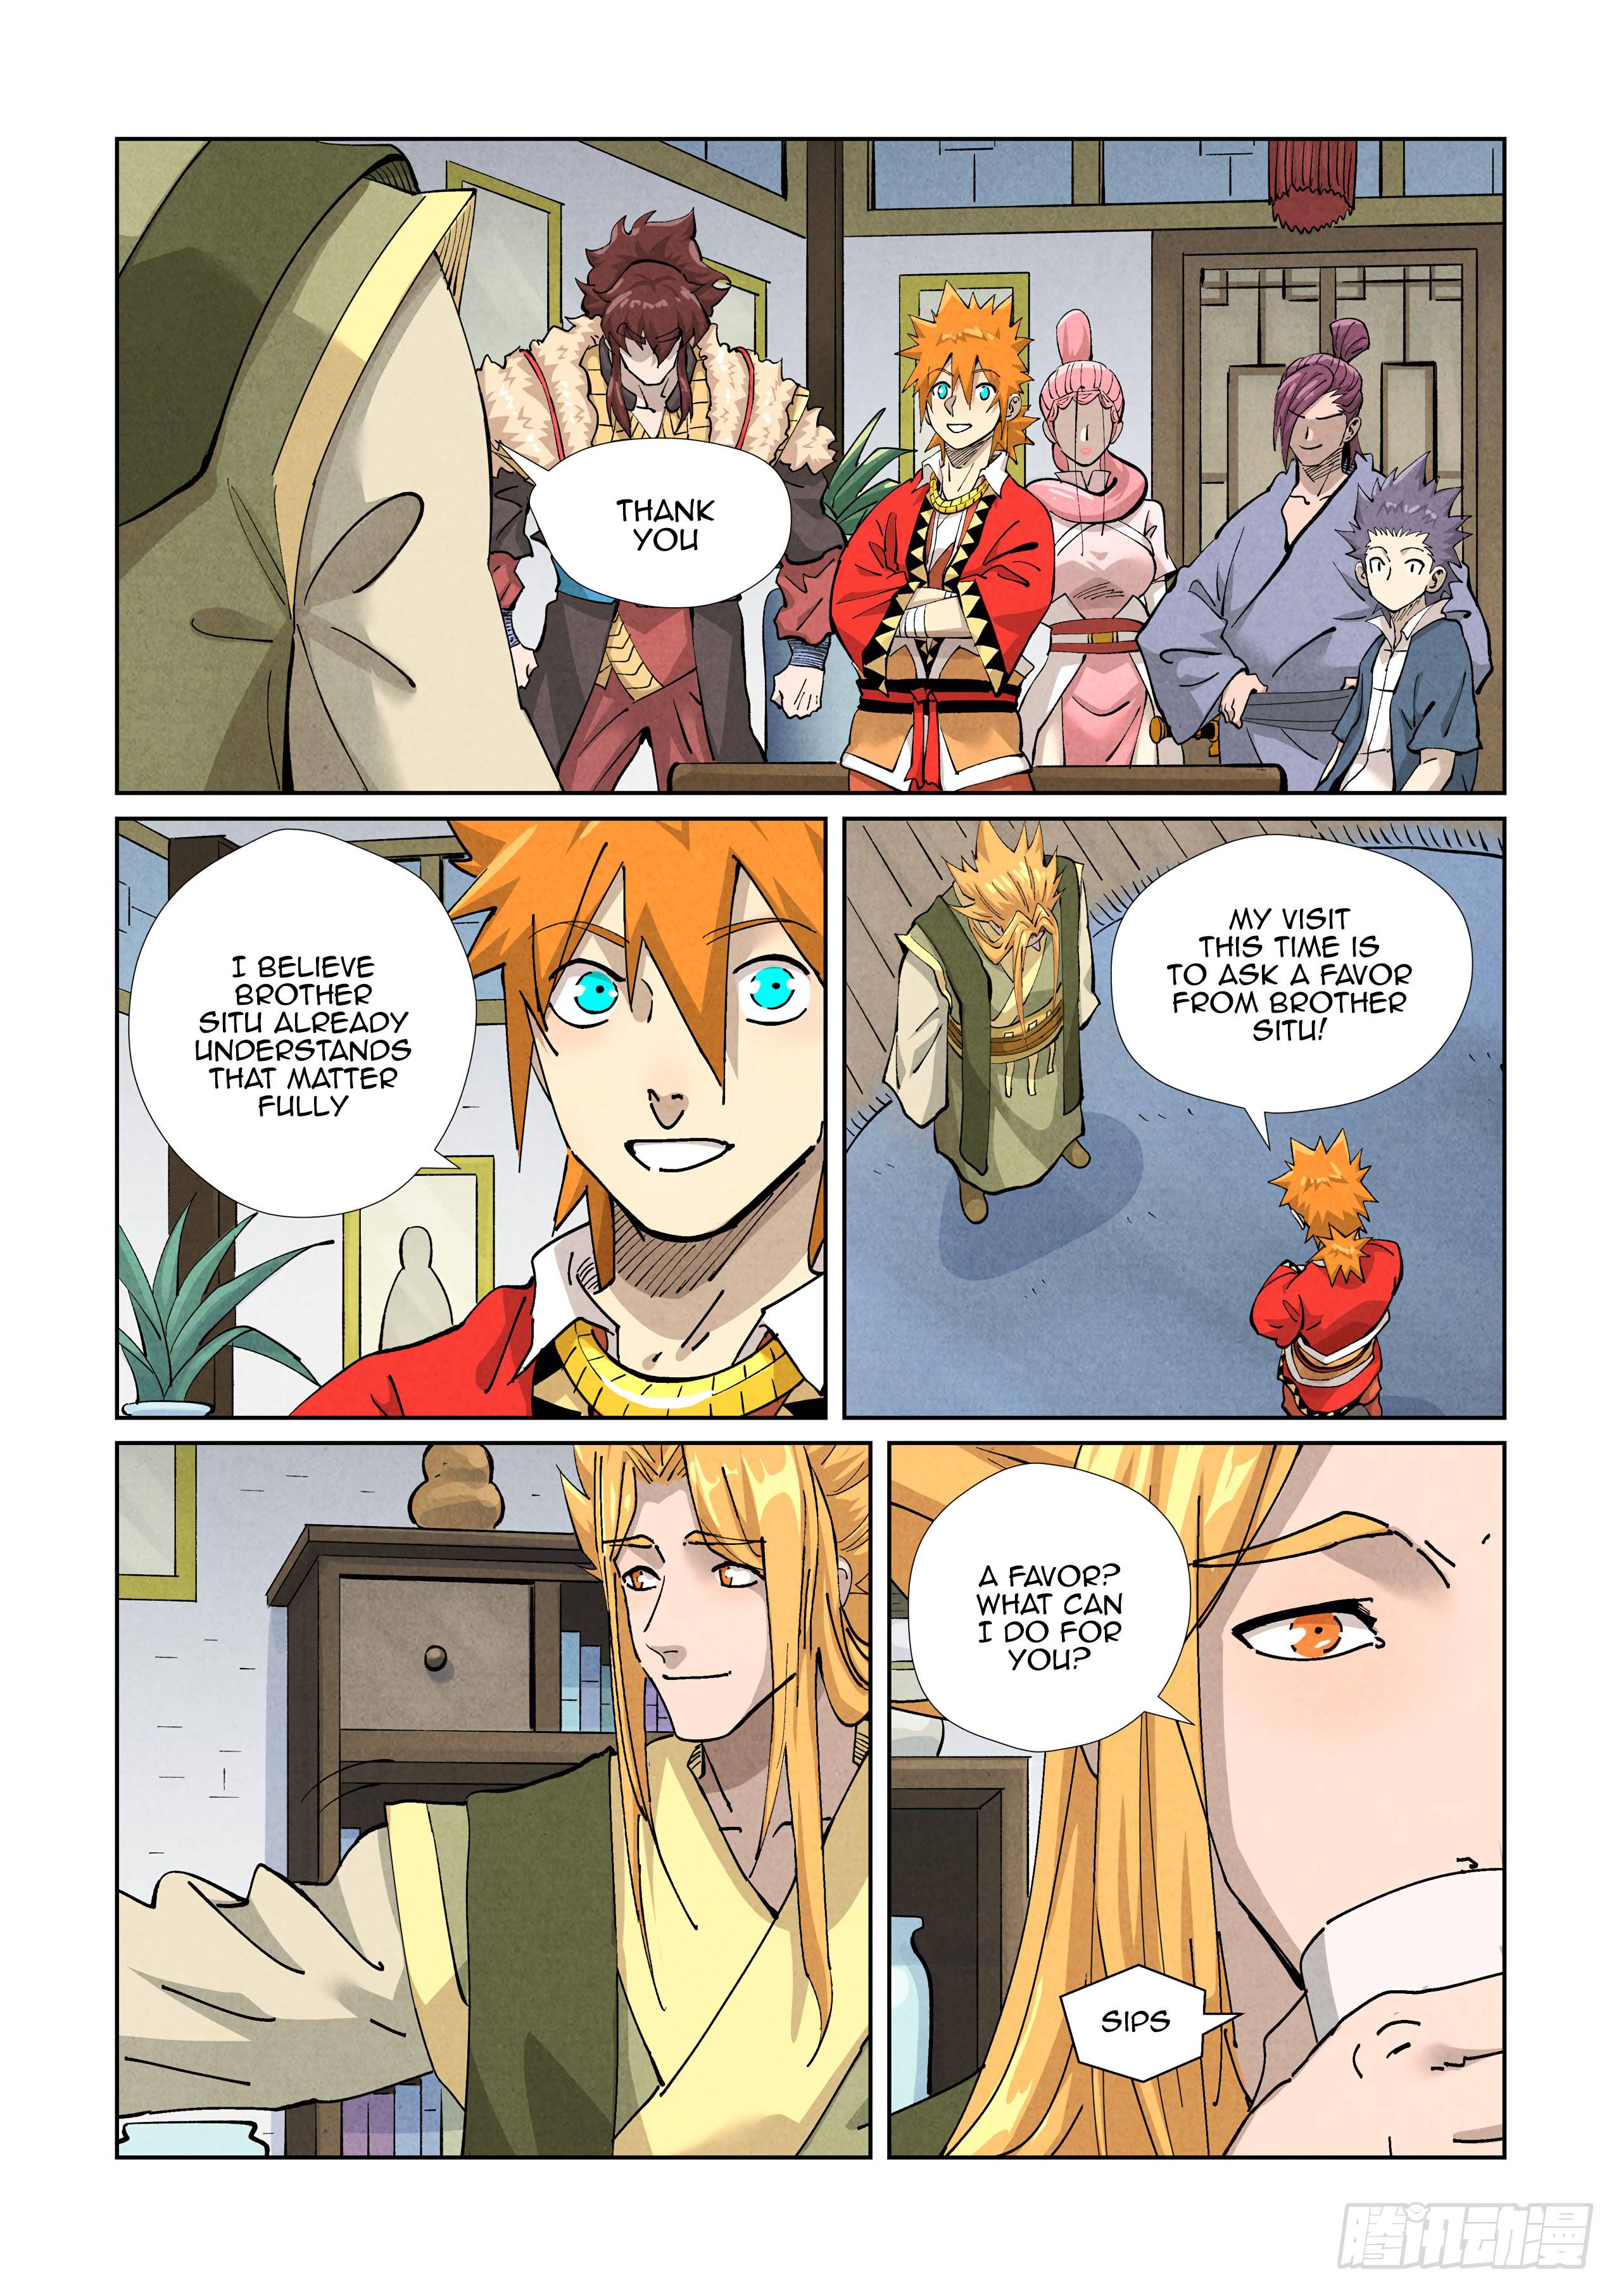 THANK
YOU
I BELIEVE
BROTHER
SITU ALREADY
UNDERSTANDS
THAT MATTER
FULLY
MY VISIT
THIS TIME IS
TO ASK A FAVOR
FROM BROTHER
SITU!
A FAVOR?
WHAT CAN
I DO FOR
YOU?
SIPS
腾讯动漫